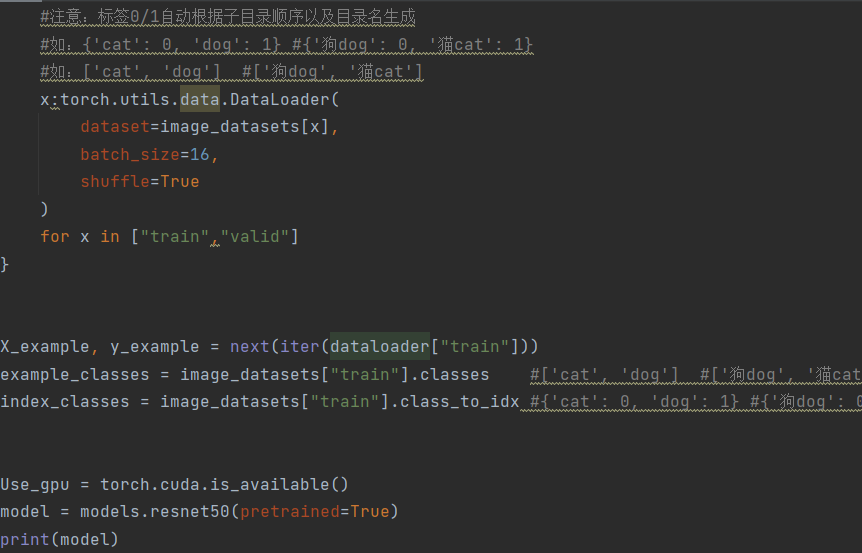 #注意：标签0/1自动根据子目录顺序以及目录名生成
#如：{'cat': 0, 'dog': 1} #{'狗dog': 0, '猫cat': 1}
#如：['cat', 'dog']  #['狗dog', '猫cat']
x:torch.utils.data.DataLoader(
dataset=image_datasets[x],
batch_size=16,
shuffle=True
)
for x in ["train","valid"]
}
X_example, y_example = next(iter(dataloader["train"]))
example_classes = image_datasets["train"].classes    #['cat', 'dog']  #['狗dog', '猫cat
index_classes = image_datasets["train"].class_to_idx #{'cat': 0, 'dog': 1} #{'狗dog': 0
Use_gpu = torch.cuda.is_available()
model = models.resnet50(pretrained=True)
print(model)